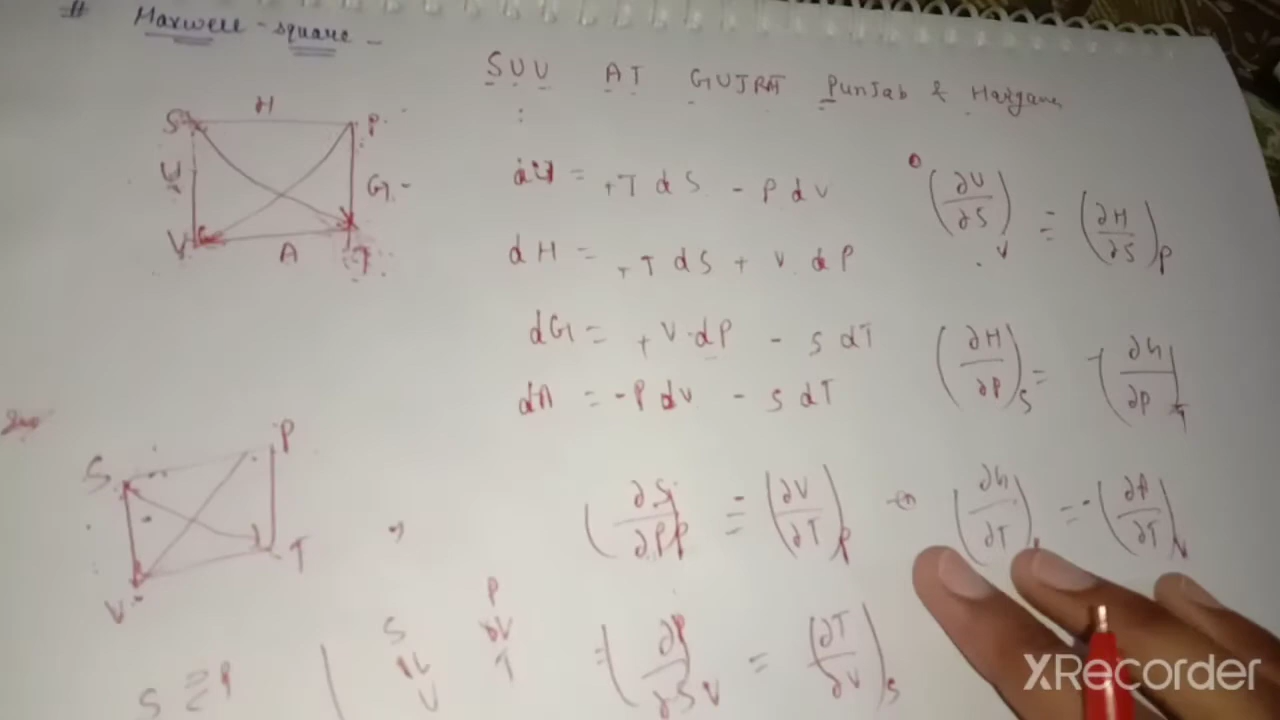 # Maxwell - square -
SUV AT GUJRAT Punjab & Haryana
H
S P
U G
V A T
dU = +T dS - P dV
dH = +T dS + V dP
dG = +V.dP - S dT
dA = -P dV - S dT
(∂U/∂S)V = (∂H/∂S)P
(∂H/∂P)S = (∂G/∂P)T
S P
V T
(∂S/∂P)P = (∂V/∂T)P
(∂G/∂T) = -(∂A/∂T)V
S P
V T
(∂P/∂S)V = (∂T/∂V)S
XRecorder